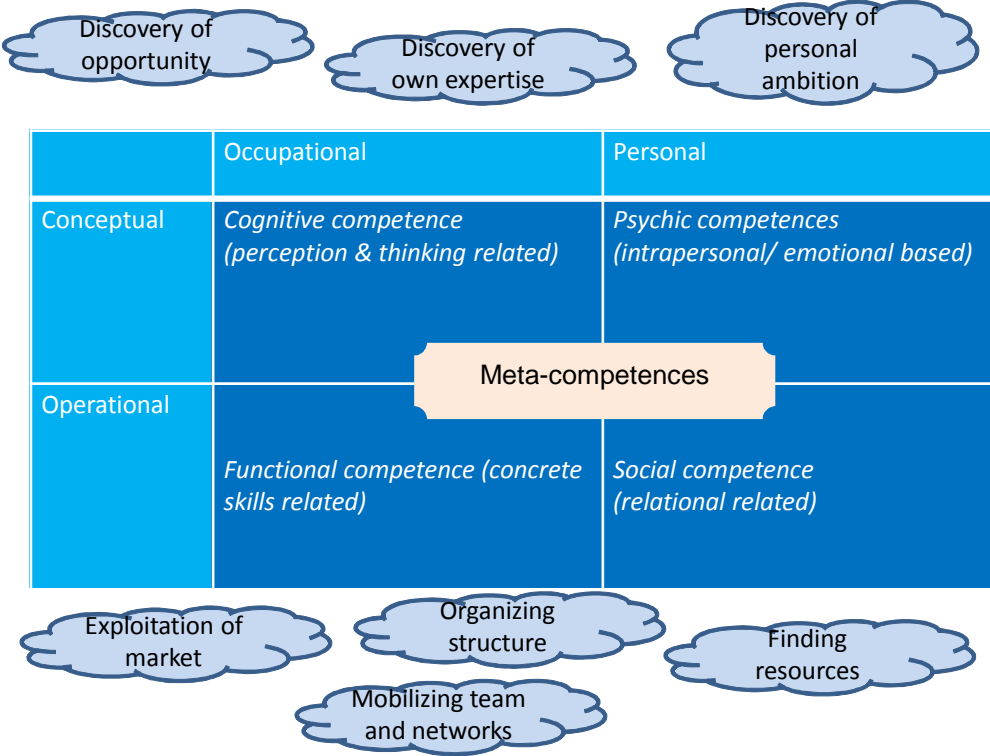 Discovery of
opportunity
Discovery of
own expertise
Discovery of
personal
ambition
Occupational
Personal
Conceptual
Cognitive competence
(perception & thinking related)
Psychic competences
(intrapersonal/ emotional based)
Meta-competences
Operational
Functional competence (concrete
skills related)
Social competence
(relational related)
Exploitation of
market
Organizing
structure
Finding
resources
Mobilizing team
and networks